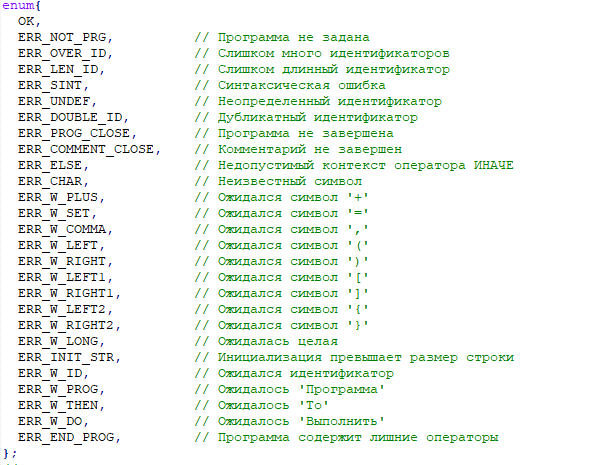 enum{
  OK,
  ERR_NOT_PRG,           // Программа не задана
  ERR_OVER_ID,           // Слишком много идентификаторов
  ERR_LEN_ID,            // Слишком длинный идентификатор
  ERR_SINT,              // Синтаксическая ошибка
  ERR_UNDEF,             // Неопределенный идентификатор
  ERR_DOUBLE_ID,         // Дубликатный идентификатор
  ERR_PROG_CLOSE,        // Программа не завершена
  ERR_COMMENT_CLOSE,     // Комментарий не завершен
  ERR_ELSE,              // Недопустимый контекст оператора ИНАЧЕ
  ERR_CHAR,              // Неизвестный символ
  ERR_W_PLUS,            // Ожидался символ '+'
  ERR_W_SET,             // Ожидался символ '='
  ERR_W_COMMA,           // Ожидался символ ','
  ERR_W_LEFT,            // Ожидался символ '('
  ERR_W_RIGHT,           // Ожидался символ ')'
  ERR_W_LEFT1,           // Ожидался символ '['
  ERR_W_RIGHT1,          // Ожидался символ ']'
  ERR_W_LEFT2,           // Ожидался символ '{'
  ERR_W_RIGHT2,          // Ожидался символ '}'
  ERR_W_LONG,            // Ожидалась целая
  ERR_INIT_STR,          // Инициализация превышает размер строки
  ERR_W_ID,              // Ожидался идентификатор
  ERR_W_PROG,            // Ожидалось 'Программа'
  ERR_W_THEN,            // Ожидалось 'То'
  ERR_W_DO,              // Ожидалось 'Выполнить'
  ERR_END_PROG,          // Программа содержит лишние операторы
};